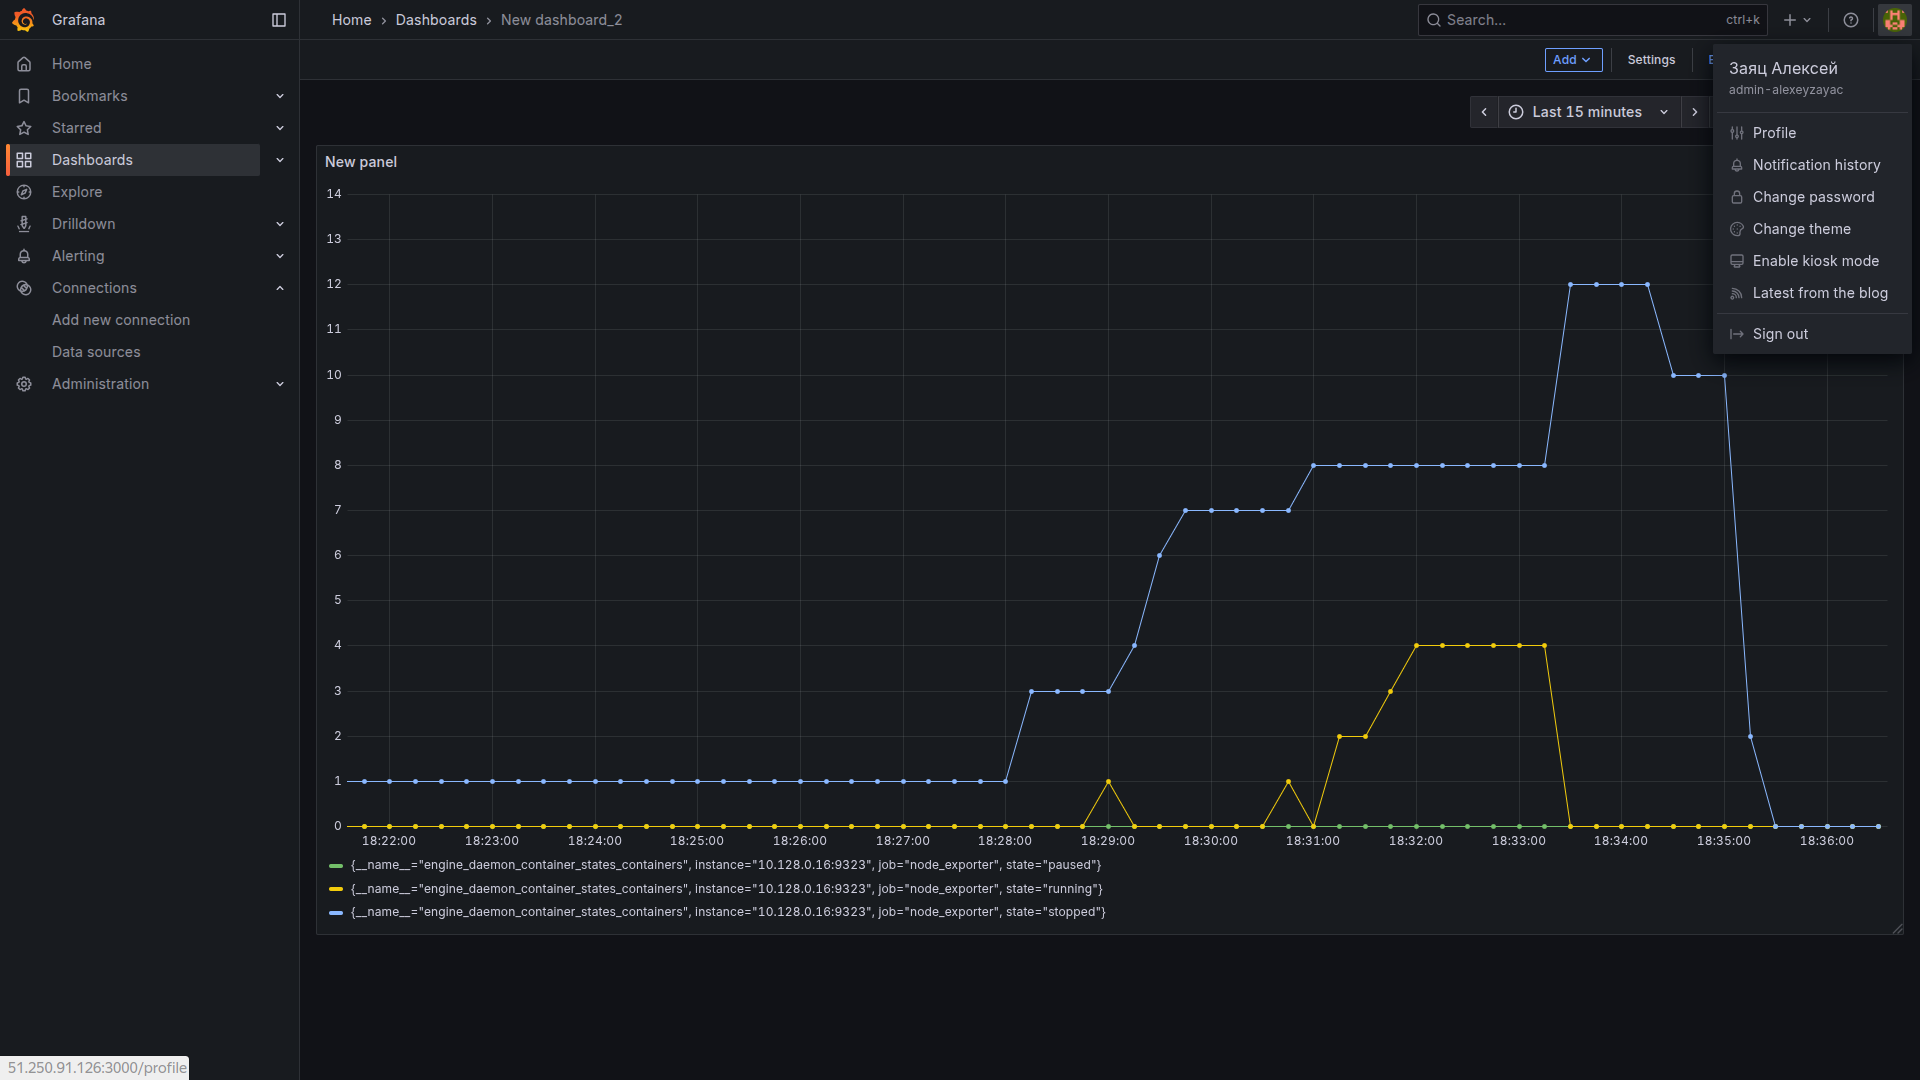 Grafana
Home › Dashboards › New dashboard_2
Search... ctrl+k
Home
Bookmarks
Starred
Dashboards
Explore
Drilldown
Alerting
Connections
Add new connection
Data sources
Administration
Add
Settings
Last 15 minutes
Заяц Алексей
admin-alexeyzayac
Profile
Notification history
Change password
Change theme
Enable kiosk mode
Latest from the blog
Sign out
New panel
14
13
12
11
10
9
8
7
6
5
4
3
2
1
0
18:22:00 18:23:00 18:24:00 18:25:00 18:26:00 18:27:00 18:28:00 18:29:00 18:30:00 18:31:00 18:32:00 18:33:00 18:34:00 18:35:00 18:36:00
{__name__="engine_daemon_container_states_containers", instance="10.128.0.16:9323", job="node_exporter", state="paused"}
{__name__="engine_daemon_container_states_containers", instance="10.128.0.16:9323", job="node_exporter", state="running"}
{__name__="engine_daemon_container_states_containers", instance="10.128.0.16:9323", job="node_exporter", state="stopped"}
51.250.91.126:3000/profile